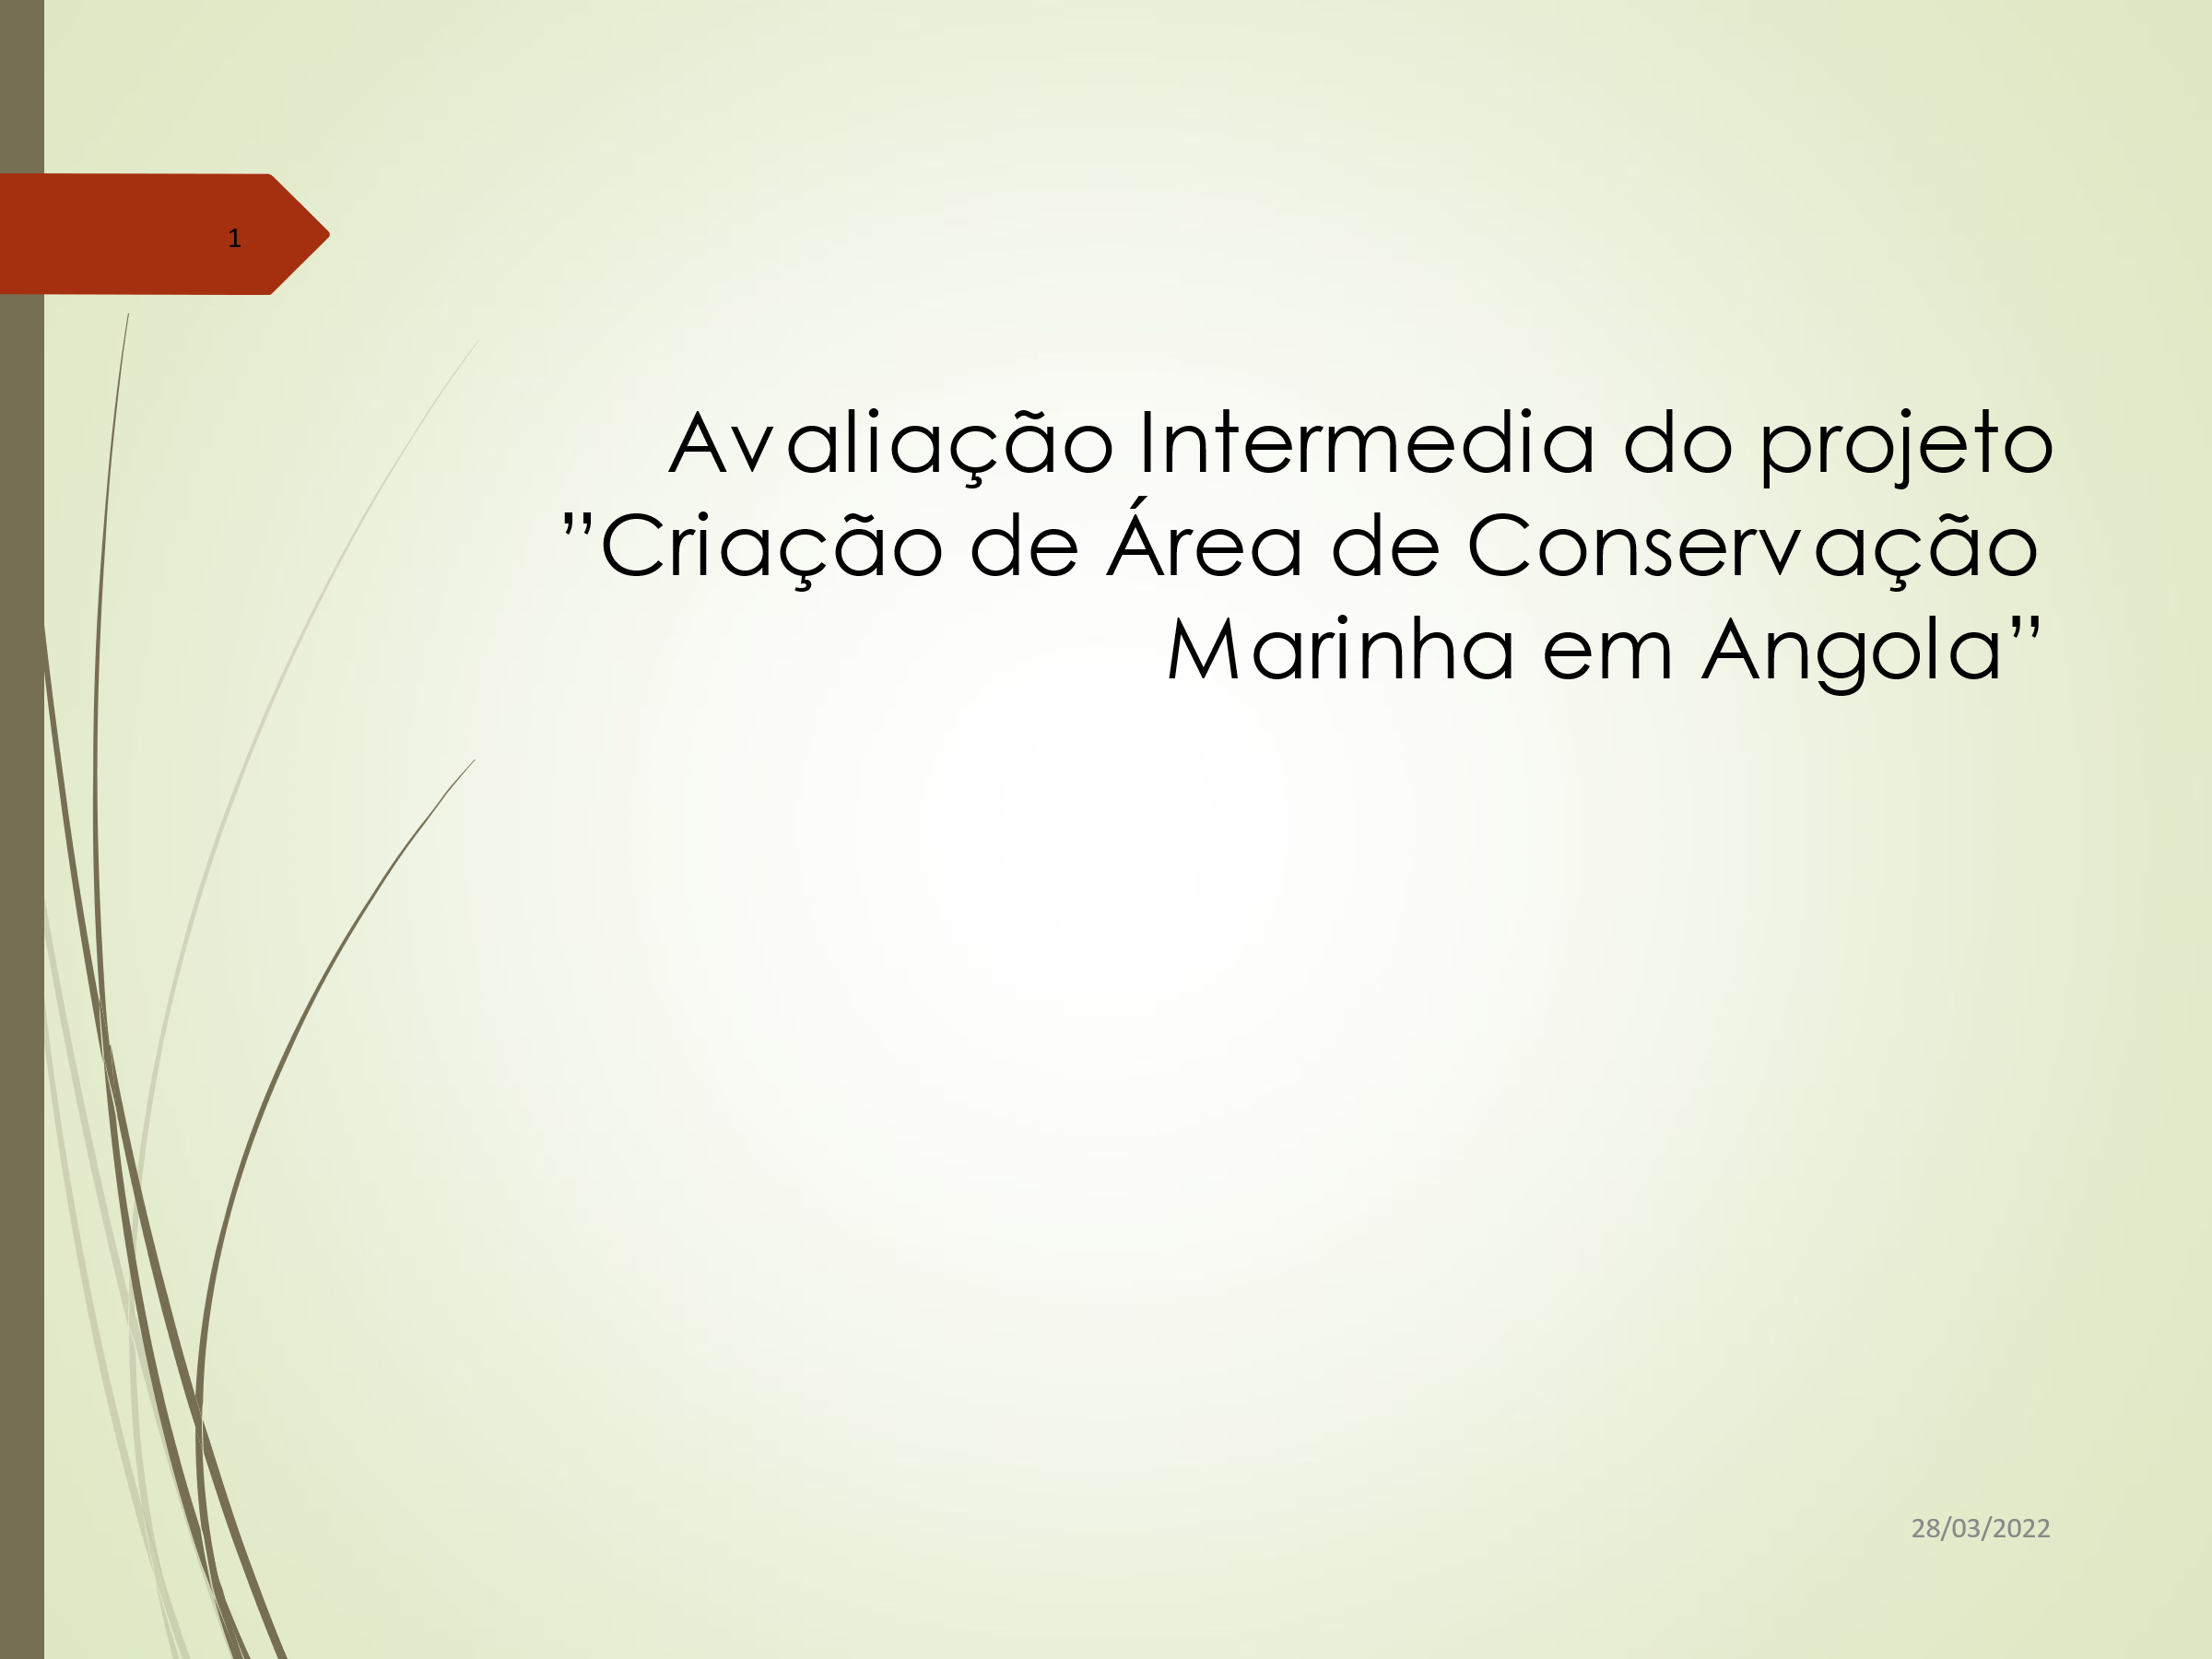 1
Avaliação Intermedia do projeto
”Criação de Área de Conservação
Marinha em Angola”
28/03/2022